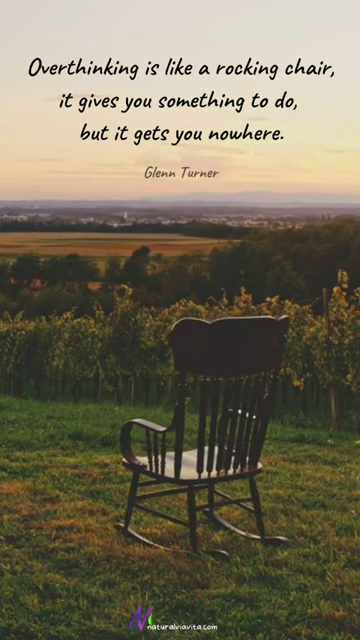 Overthinking is like a rocking chair,
it gives you something to do,
but it gets you nowhere.
Glenn Turner
naturalviavita.com